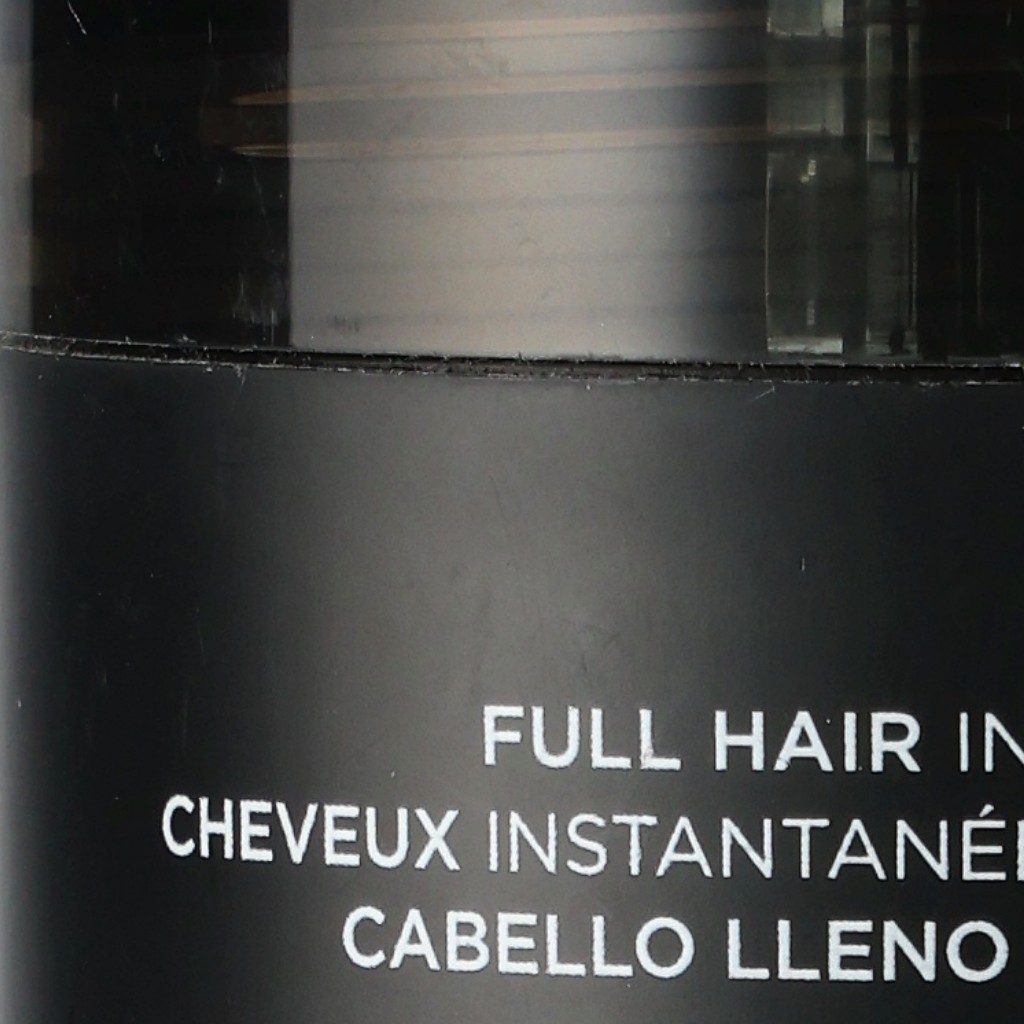 FULL HAIR IN
CHEVEUX INSTANTANÉ
CABELLO LLENO